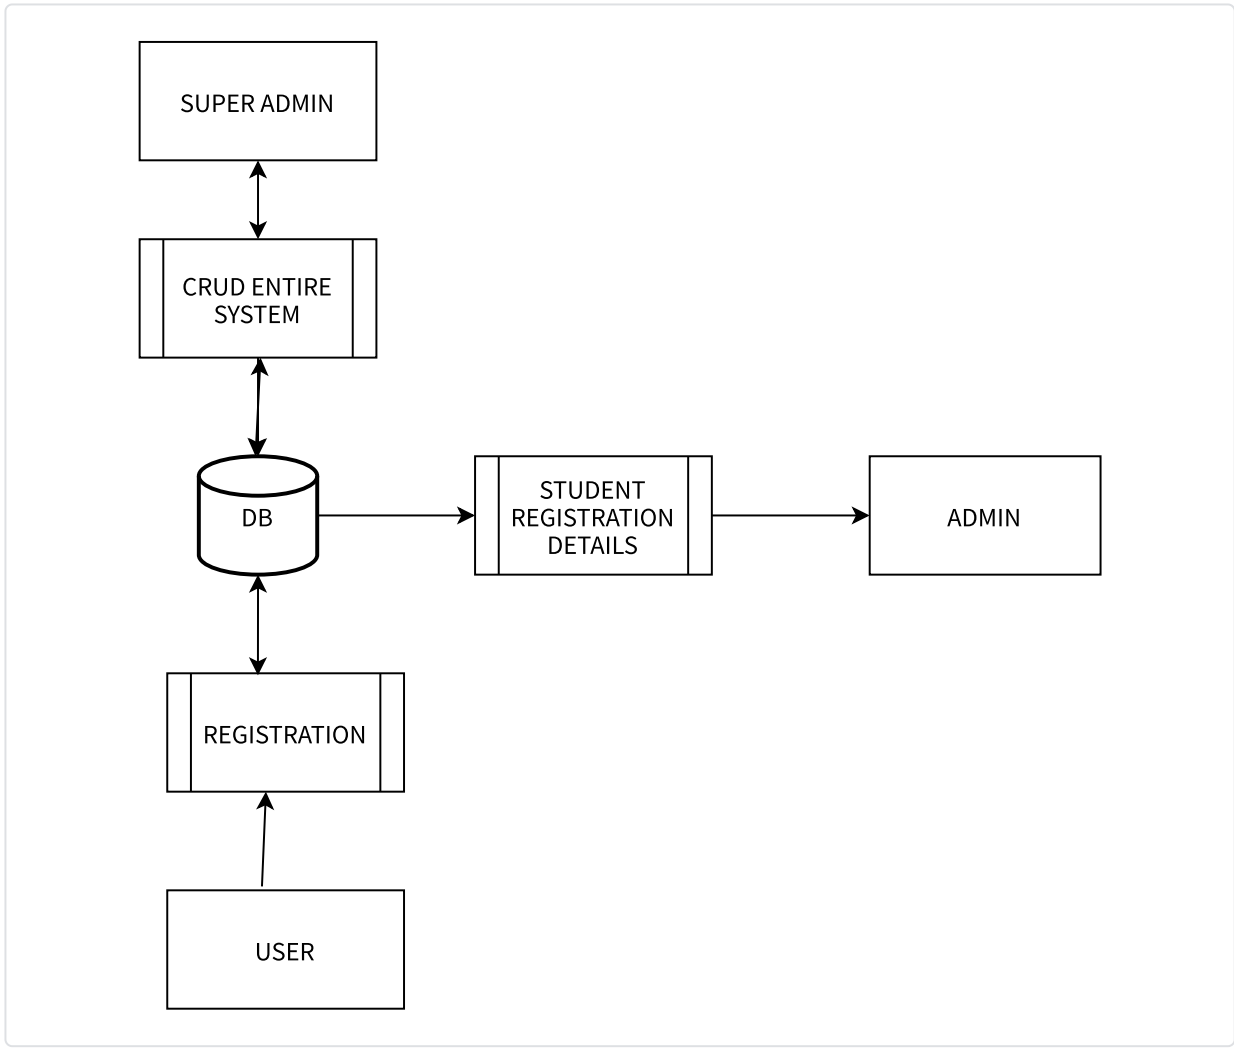 SUPER ADMIN
CRUD ENTIRE
SYSTEM
DB
STUDENT
REGISTRATION
DETAILS
ADMIN
REGISTRATION
USER